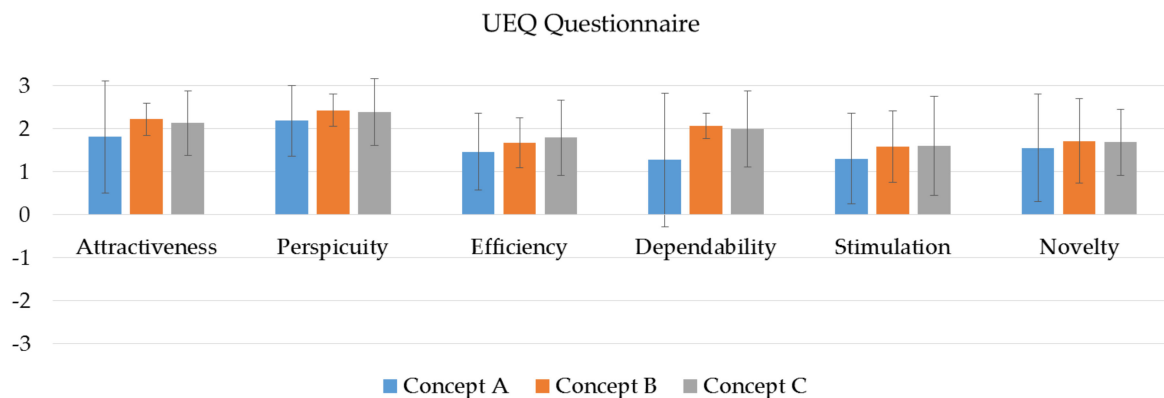 UEQ Questionnaire
3
2
1
0
Attractiveness Perspicuity Efficiency Dependability Stimulation Novelty
-1
-2
-3
Concept A Concept B Concept C